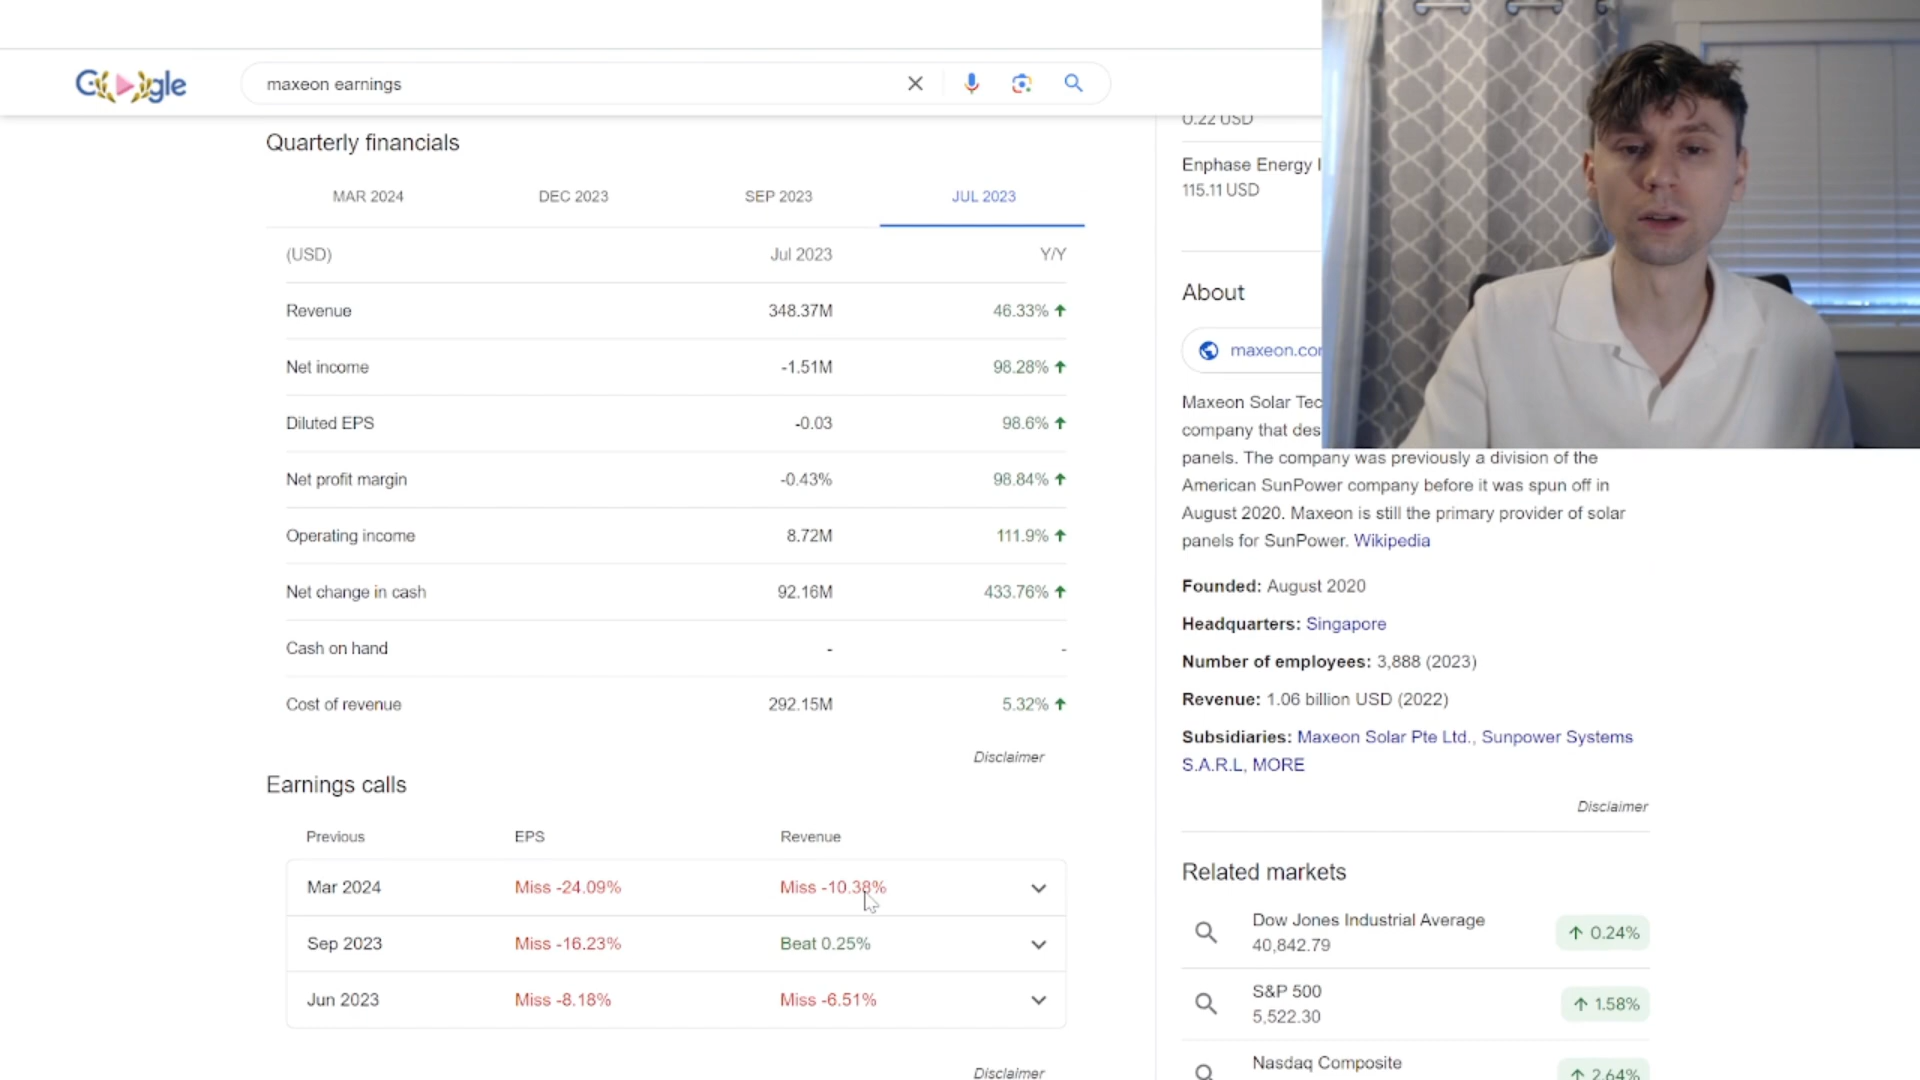 Google
maxeon earnings
Quarterly financials
MAR 2024 DEC 2023 SEP 2023 JUL 2023
(USD) Jul 2023 Y/Y
Revenue 348.37M 46.33%
Net income -1.51M 98.28%
Diluted EPS -0.03 98.6%
Net profit margin -0.43% 98.84%
Operating income 8.72M 111.9%
Net change in cash 92.16M 433.76%
Cash on hand - -
Cost of revenue 292.15M 5.32%
Disclaimer
Earnings calls
Previous EPS Revenue
Mar 2024 Miss -24.09% Miss -10.38%
Sep 2023 Miss -16.23% Beat 0.25%
Jun 2023 Miss -8.18% Miss -6.51%
Disclaimer
0.22 USD
Enphase Energy I
115.11 USD
About
maxeon.co
Maxeon Solar Tec
company that des
panels. The company was previously a division of the
American SunPower company before it was spun off in
August 2020. Maxeon is still the primary provider of solar
panels for SunPower. Wikipedia
Founded: August 2020
Headquarters: Singapore
Number of employees: 3,888 (2023)
Revenue: 1.06 billion USD (2022)
Subsidiaries: Maxeon Solar Pte Ltd., Sunpower Systems
S.A.R.L, MORE
Disclaimer
Related markets
Dow Jones Industrial Average
40,842.79
0.24%
S&P 500
5,522.30
1.58%
Nasdaq Composite
2.64%